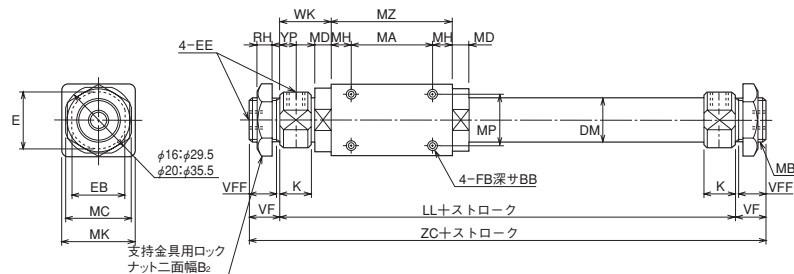 WK
MZ
RH
YP
MD
MH
MA
MH
MD
4-EE
E
MP
DM
φ16:φ29.5
φ20:φ35.5
4-FB深サBB
MB
EB
VFF
K
K
VFF
MC
VF
LL+ストローク
VF
MK
ZC+ストローク
支持金具用ロック
ナット二面幅B₂